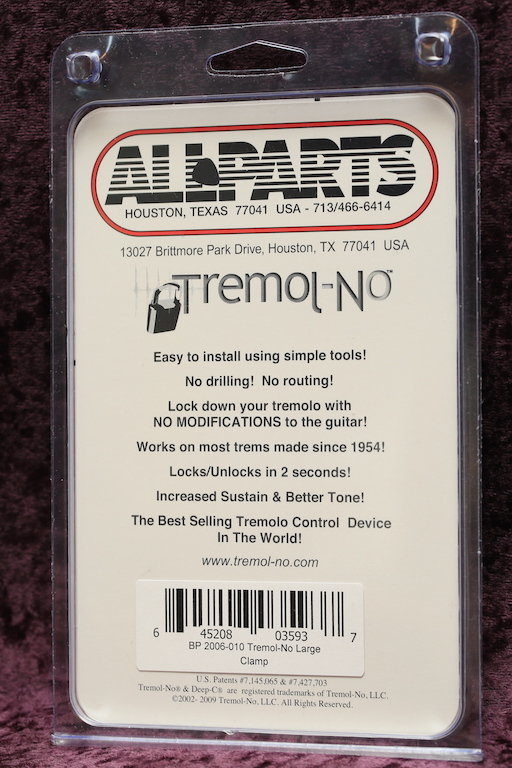 ALLPARTS
HOUSTON, TEXAS 77041 USA - 713/466-6414
13027 Brittmore Park Drive, Houston, TX 77041 USA
Tremol-No™
Easy to install using simple tools!
No drilling! No routing!
Lock down your tremolo with
NO MODIFICATIONS to the guitar!
Works on most trems made since 1954!
Locks/Unlocks in 2 seconds!
Increased Sustain & Better Tone!
The Best Selling Tremolo Control Device
In The World!
www.tremol-no.com
6 45208 03593 7
BP 2006-010 Tremol-No Large
Clamp
U.S. Patents #7,145,065 & #7,427,703
Tremol-No® & Deep-C® are registered trademarks of Tremol-No, LLC.
©2002- 2009 Tremol-No, LLC. All Rights Reserved.